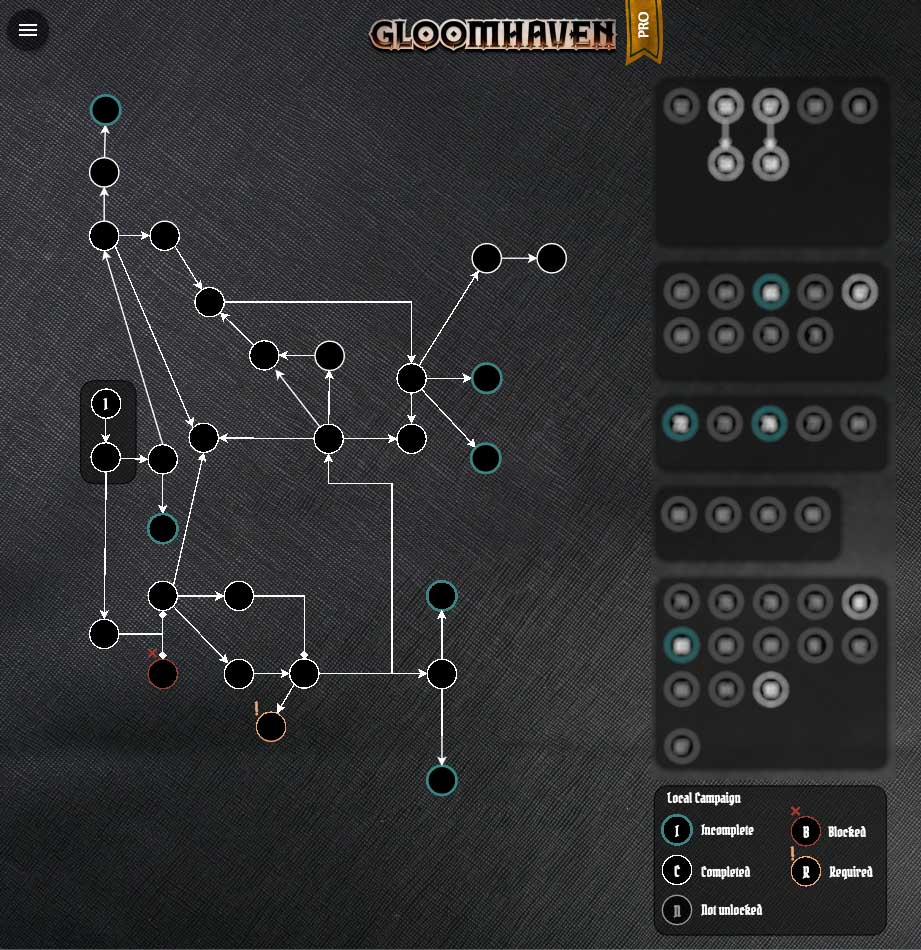 GLOOMHAVEN
PRO
1
Local Campaign
I Incomplete
B Blocked
C Completed
R Required
N Not unlocked